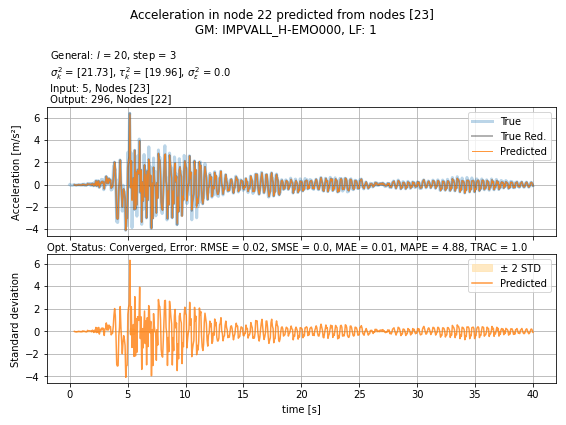 Acceleration in node 22 predicted from nodes [23]
GM: IMPVALL_H-EMO000, LF: 1
General: l = 20, step = 3
σ²ₖ = [21.73], τ²ₖ = [19.96], σ²ε = 0.0
Input: 5, Nodes [23]
Output: 296, Nodes [22]
Acceleration [m/s²]
6
4
2
0
−2
−4
True
True Red.
Predicted
Opt. Status: Converged, Error: RMSE = 0.02, SMSE = 0.0, MAE = 0.01, MAPE = 4.88, TRAC = 1.0
Standard deviation
6
4
2
0
−2
−4
± 2 STD
Predicted
0 5 10 15 20 25 30 35 40
time [s]